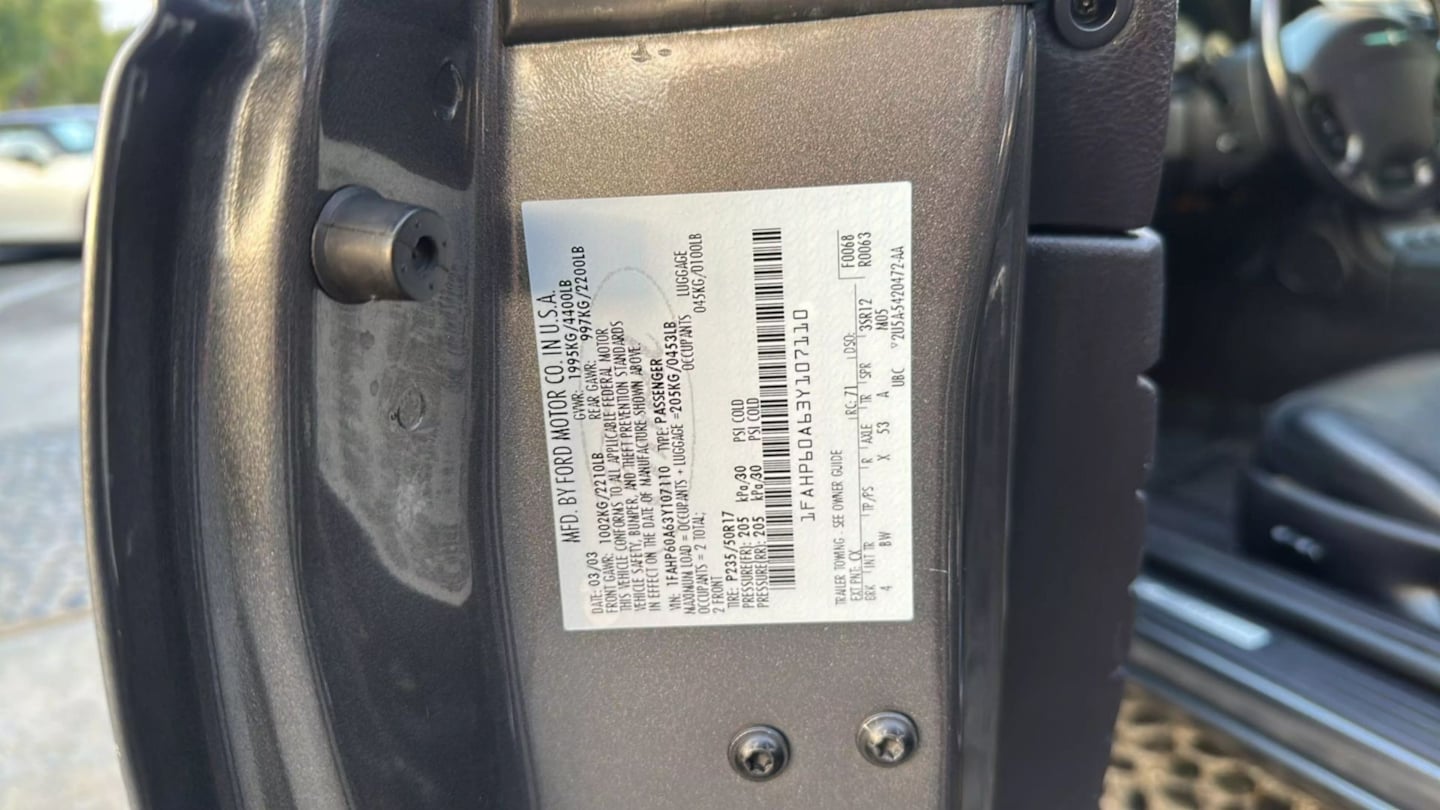 MFD. BY FORD MOTOR CO. IN U.S.A.
DATE: 03/03 GVWR: 1995KG/4400LB
FRONT GAWR: 1002KG/2210LB REAR GAWR: 997KG/2200LB
THIS VEHICLE CONFORMS TO ALL APPLICABLE FEDERAL MOTOR
VEHICLE SAFETY, BUMPER, AND THEFT PREVENTION STANDARDS
IN EFFECT ON THE DATE OF MANUFACTURE SHOWN ABOVE.
VIN: 1FAHP60A63Y107110 TYPE: PASSENGER
MAXIMUM LOAD = OCCUPANTS + LUGGAGE =205KG/0453LB
OCCUPANTS = 2 TOTAL; OCCUPANTS LUGGAGE
2 FRONT 045KG/0100LB
TIRE: P235/50R17
PRESSURE(FR): 205 kPa/30 PSI COLD
PRESSURE(RR): 205 kPa/30 PSI COLD
1FAHP60A63Y107110
TRAILER TOWING - SEE OWNER GUIDE F0068
EXT PNT: CX RC: 71 DSO: R0063
BRK INT TR TP/PS R AXLE TR SPR 3SR12
4 BW X 53 A M05
UBC 2U5A-5420472-AA